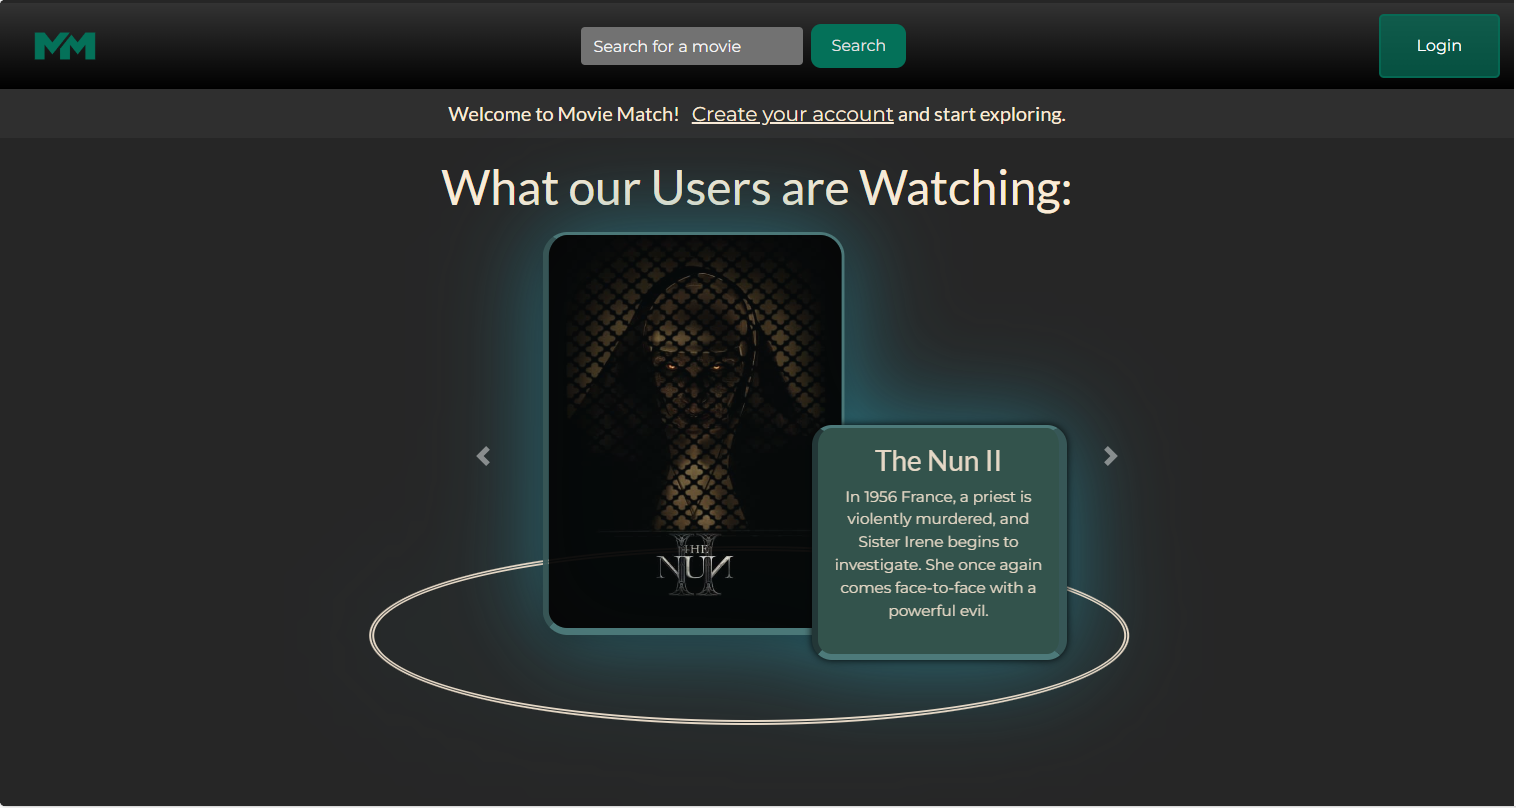 MM
Search for a movie
Search
Login
Welcome to Movie Match! Create your account and start exploring.
What our Users are Watching:
THE
NUN
II
The Nun II
In 1956 France, a priest is
violently murdered, and
Sister Irene begins to
investigate. She once again
comes face-to-face with a
powerful evil.